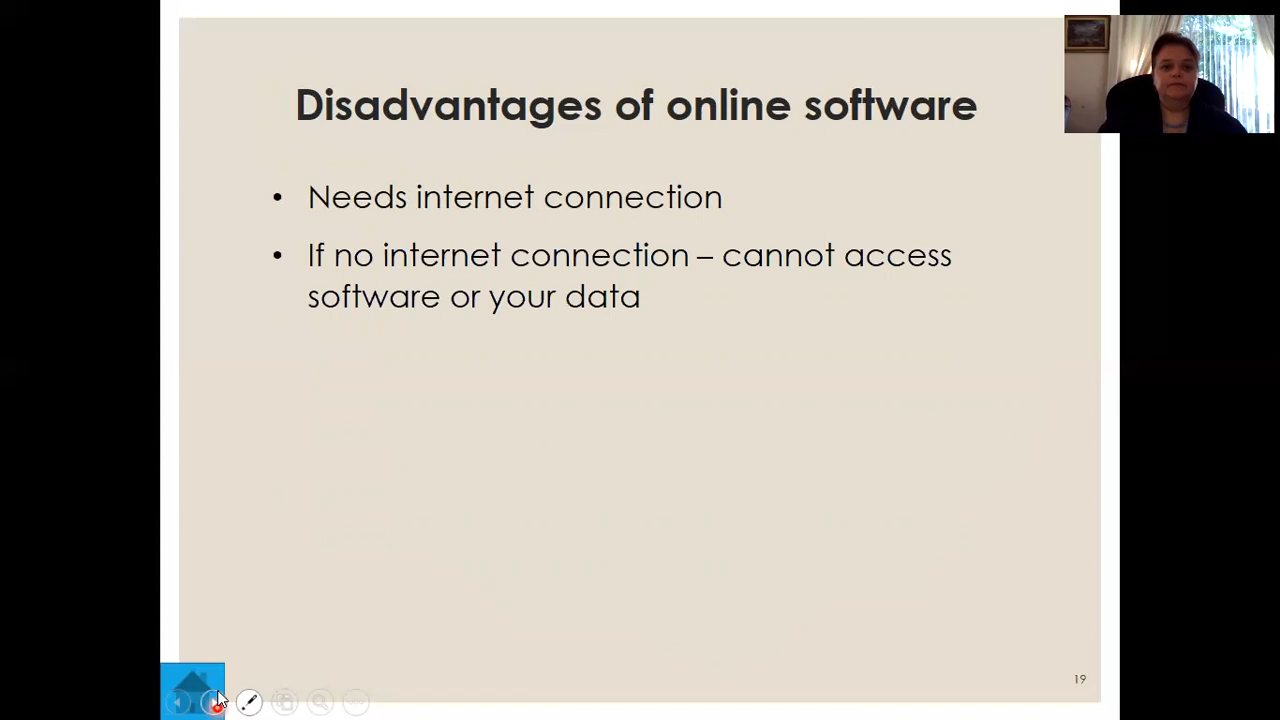 Disadvantages of online software
• Needs internet connection
• If no internet connection – cannot access
software or your data
19